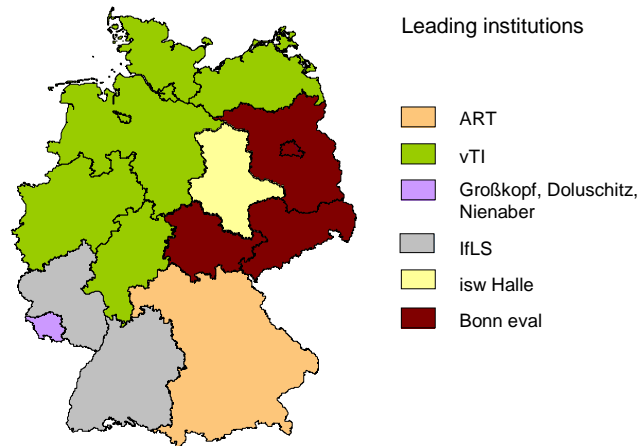 Leading institutions
ART
vTI
Großkopf, Doluschitz,
Nienaber
IfLS
isw Halle
Bonn eval